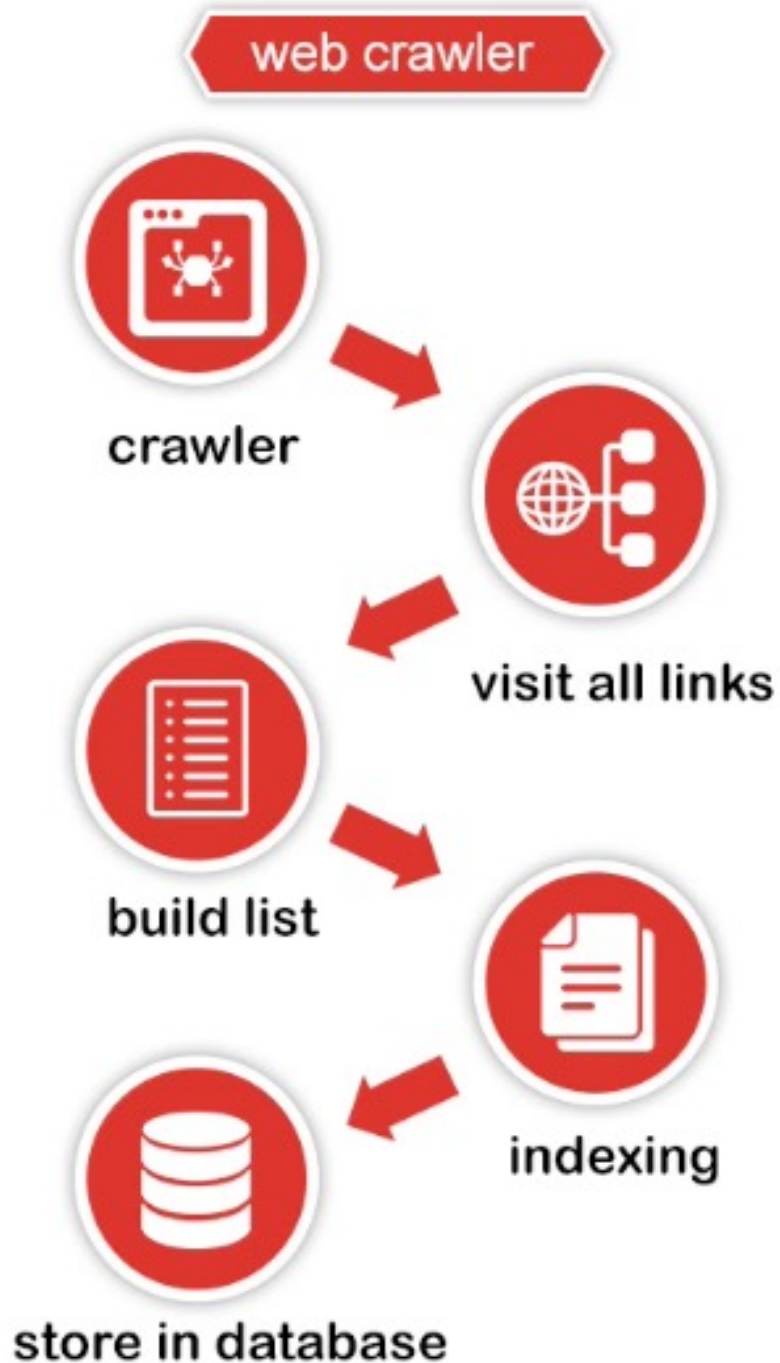 web crawler
crawler
visit all links
build list
indexing
store in database